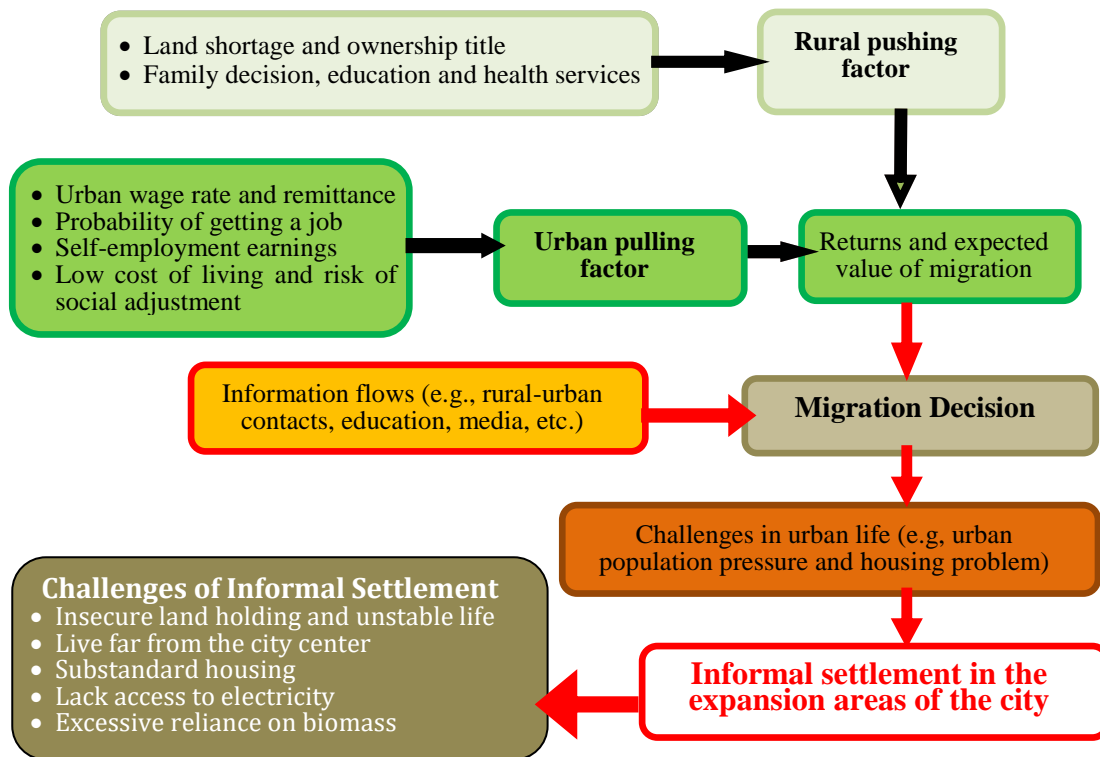 • Land shortage and ownership title
• Family decision, education and health services
Rural pushing
factor
• Urban wage rate and remittance
• Probability of getting a job
• Self-employment earnings
• Low cost of living and risk of
social adjustment
Urban pulling
factor
Returns and expected
value of migration
Information flows (e.g., rural-urban
contacts, education, media, etc.)
Migration Decision
Challenges in urban life (e.g, urban
population pressure and housing problem)
Challenges of Informal Settlement
• Insecure land holding and unstable life
• Live far from the city center
• Substandard housing
• Lack access to electricity
• Excessive reliance on biomass
Informal settlement in the
expansion areas of the city